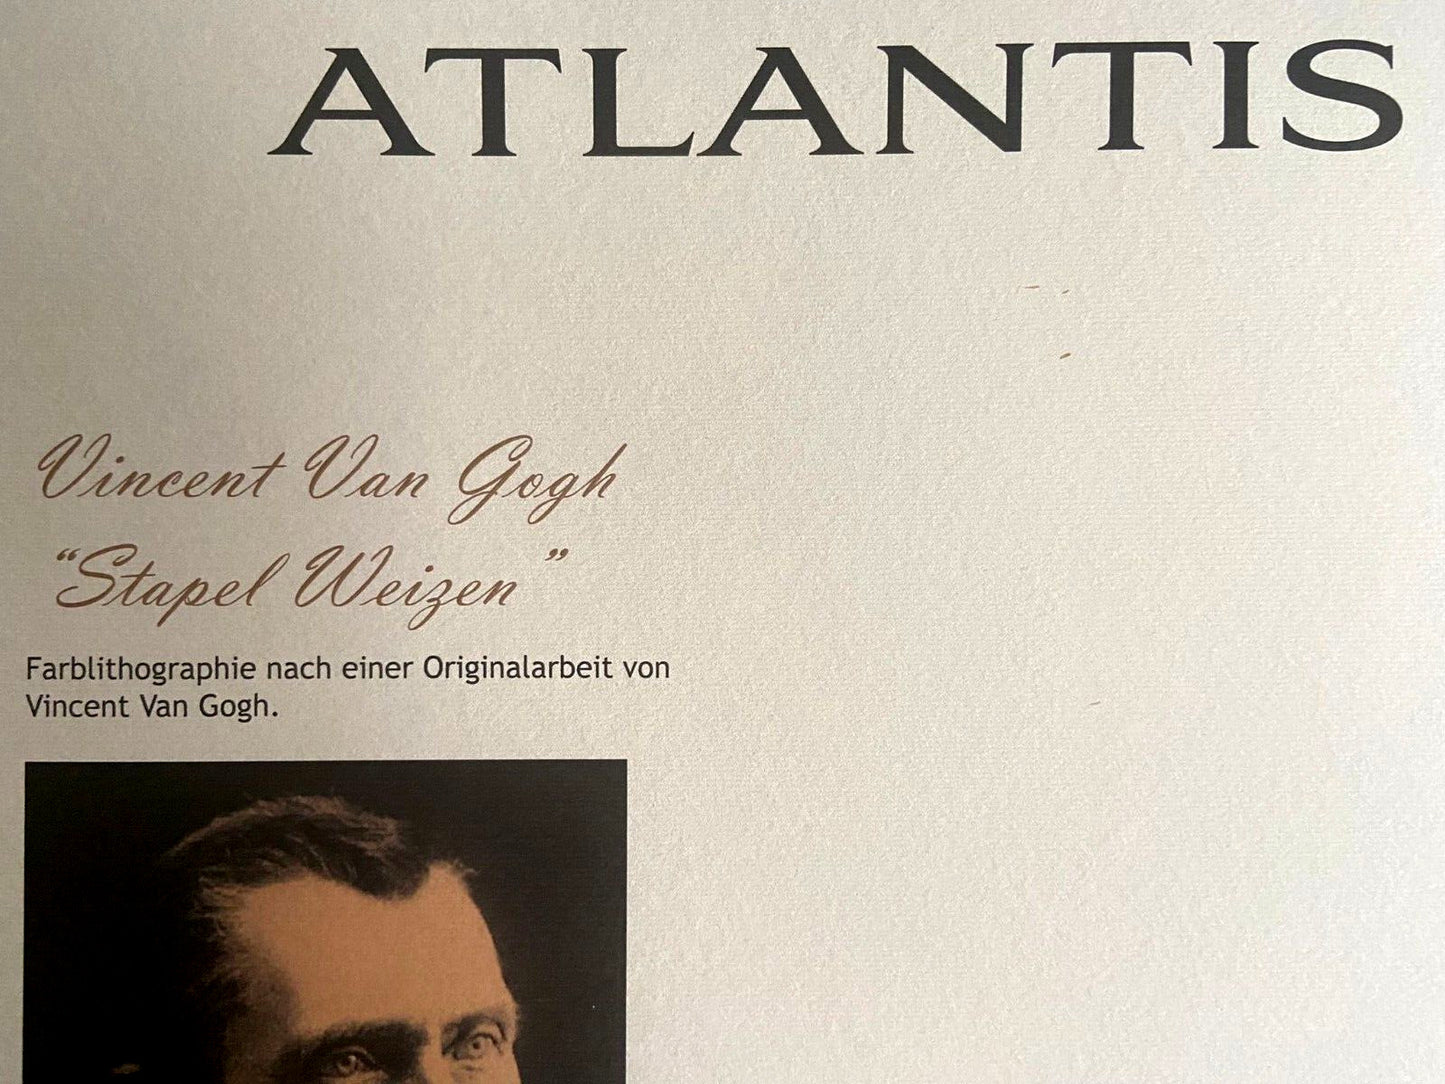 ATLANTIS
Vincent Van Gogh
“Stapel Weizen”
Farblithographie nach einer Originalarbeit von
Vincent Van Gogh.